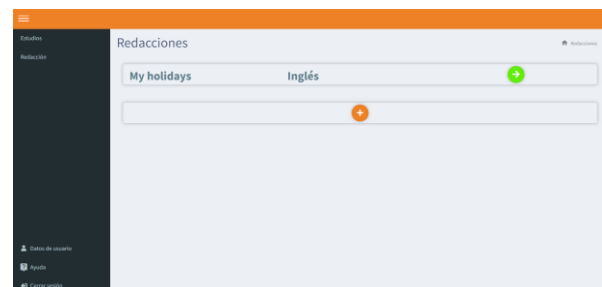 Estudios
Redacción
Redacciones
Redacciones
My holidays Inglés
Datos de usuario
Ayuda
Cerrar sesión